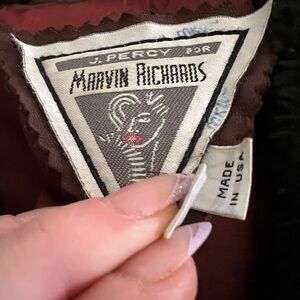 J. PERCY FOR
MARVIN RICHARDS
MADE
IN USA